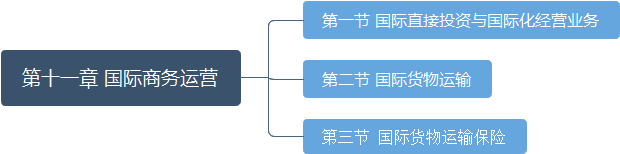 第十一章 国际商务运营
第一节 国际直接投资与国际化经营业务
第二节 国际货物运输
第三节 国际货物运输保险